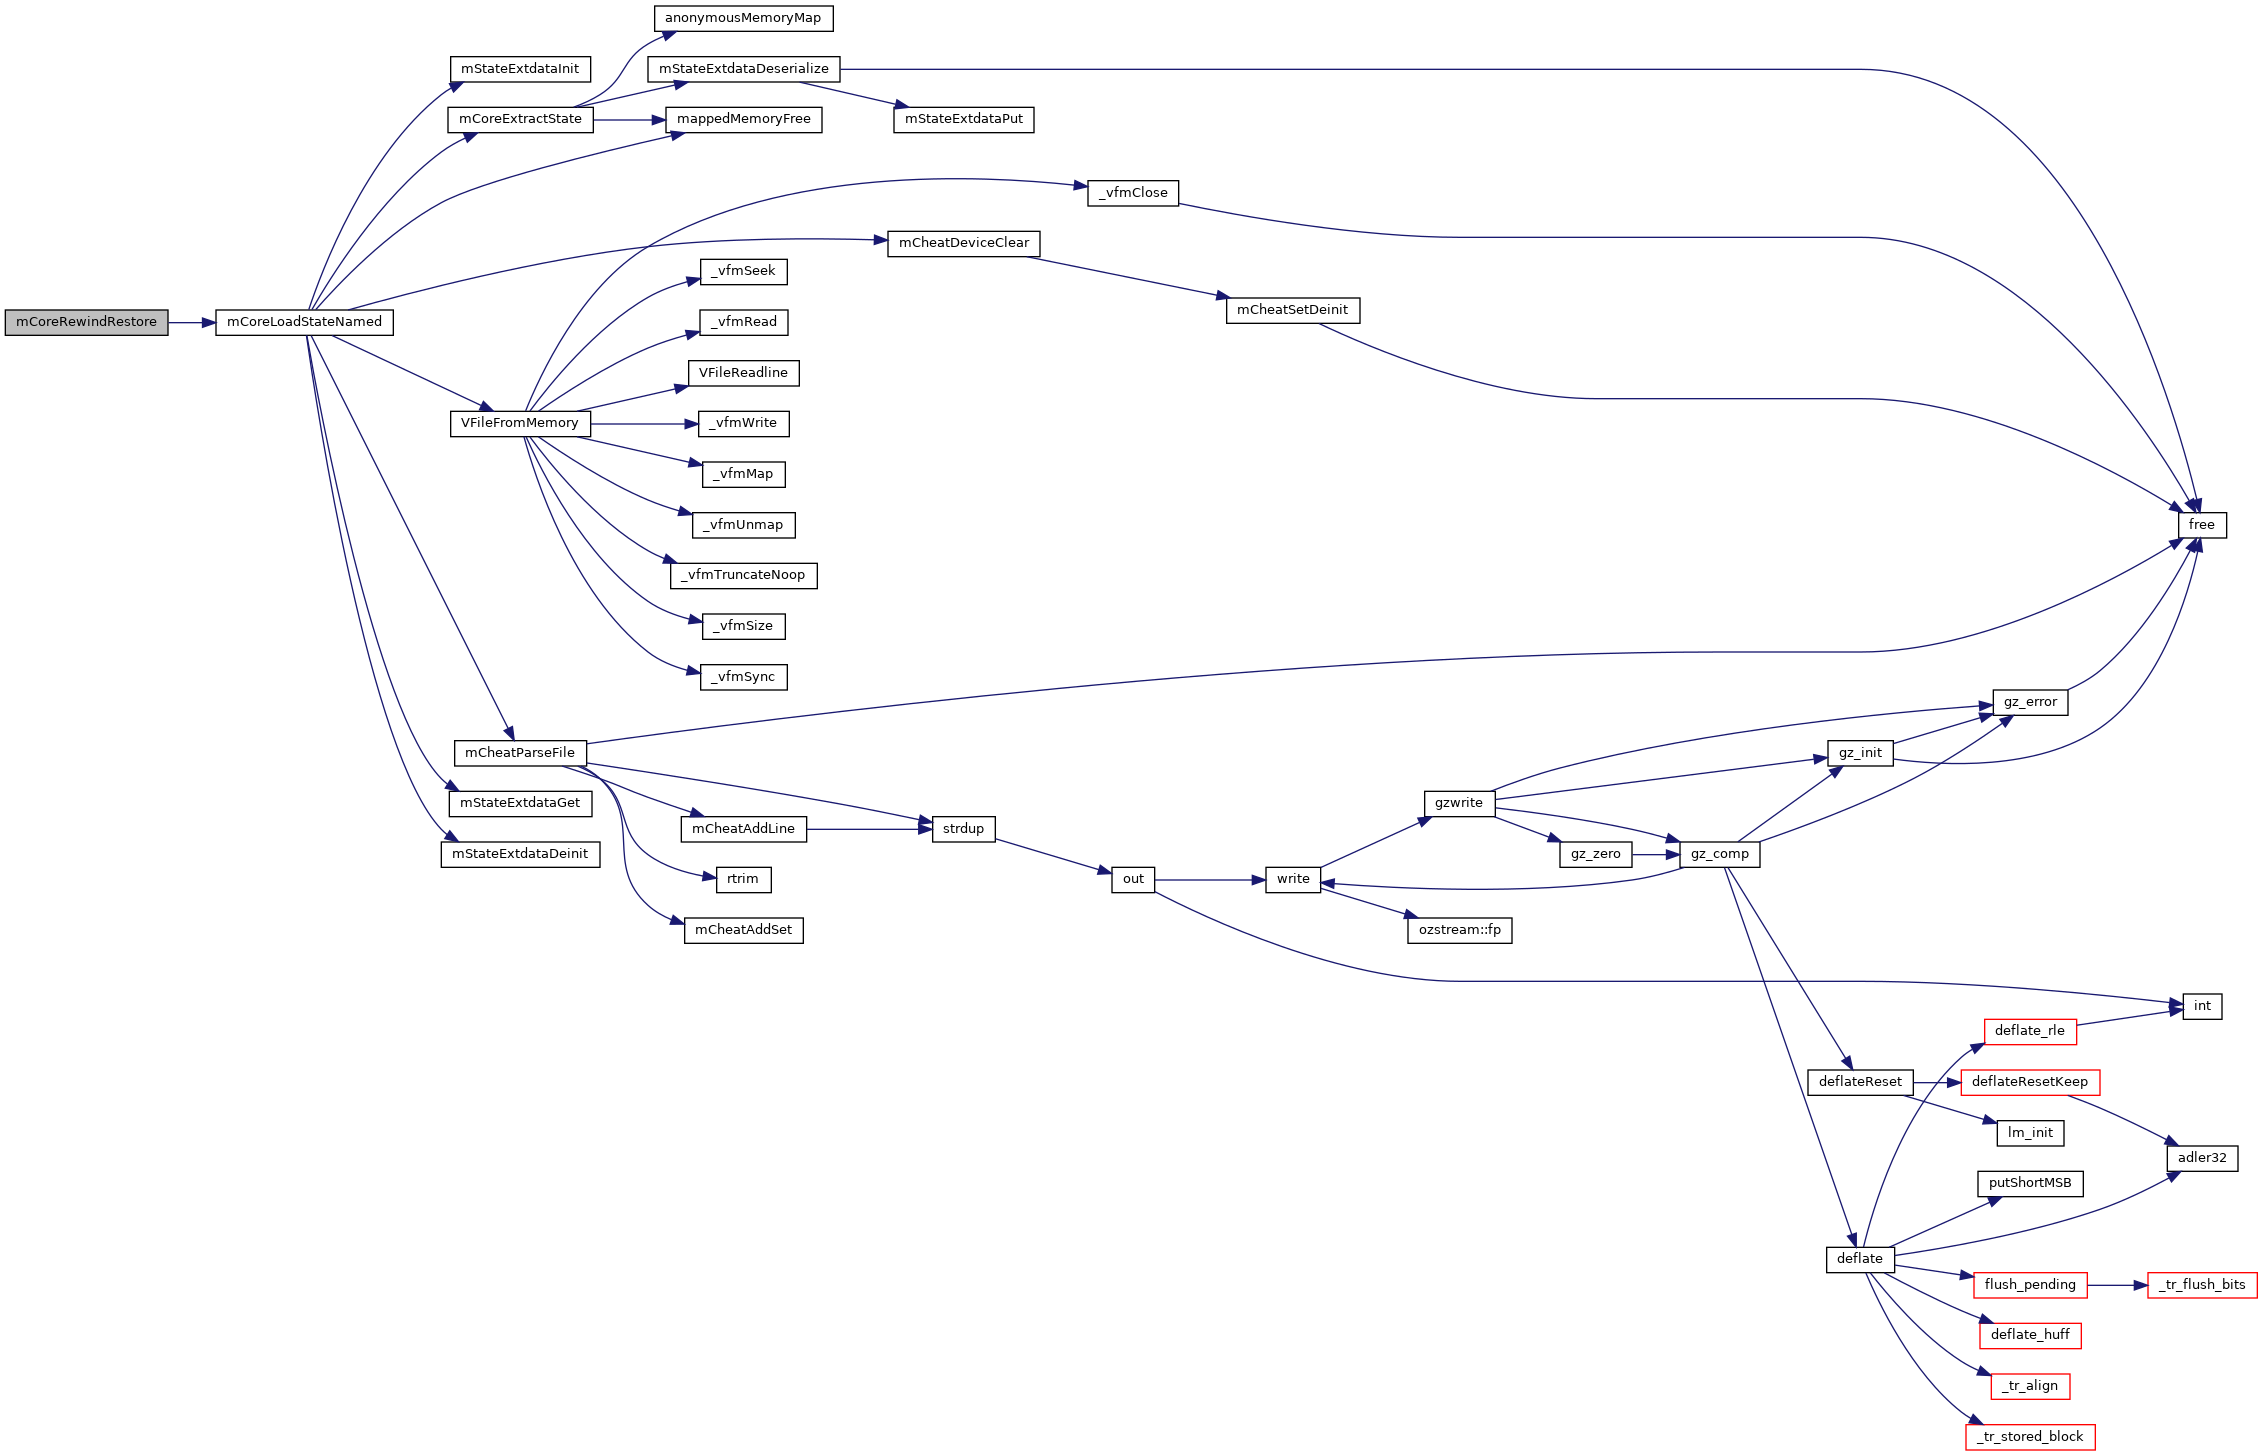 anonymousMemoryMap
mStateExtdataInit
mStateExtdataDeserialize
mCoreExtractState
mappedMemoryFree
mStateExtdataPut
_vfmClose
mCheatDeviceClear
_vfmSeek
mCheatSetDeinit
mCoreRewindRestore
mCoreLoadStateNamed
_vfmRead
VFileReadline
VFileFromMemory
_vfmWrite
_vfmMap
_vfmUnmap
free
_vfmTruncateNoop
_vfmSize
_vfmSync
gz_error
mCheatParseFile
gz_init
mStateExtdataGet
gzwrite
mCheatAddLine
strdup
mStateExtdataDeinit
gz_zero
gz_comp
rtrim
out
write
mCheatAddSet
ozstream::fp
int
deflate_rle
deflateReset
deflateResetKeep
lm_init
adler32
putShortMSB
deflate
flush_pending
_tr_flush_bits
deflate_huff
_tr_align
_tr_stored_block